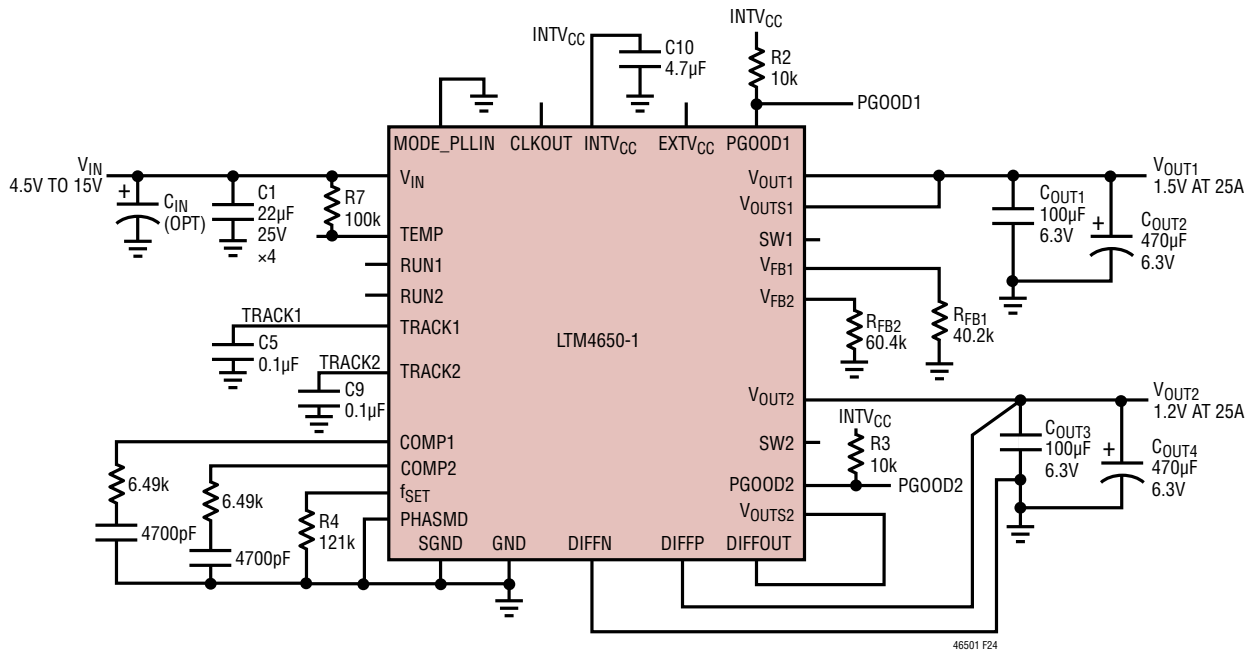 INTVCC
INTVCC
C10
4.7µF
R2
10k
PGOOD1
MODE_PLLIN
CLKOUT
INTVCC
EXTVCC
PGOOD1
VIN
4.5V TO 15V
CIN
(OPT)
C1
22µF
25V
×4
R7
100k
VIN
TEMP
RUN1
RUN2
TRACK1
C5
0.1µF
TRACK1
TRACK2
C9
0.1µF
TRACK2
COMP1
COMP2
fSET
PHASMD
6.49k
4700pF
6.49k
4700pF
R4
121k
SGND
GND
DIFFN
DIFFP
DIFFOUT
LTM4650-1
VOUT1
VOUTS1
SW1
VFB1
VFB2
RFB2
60.4k
RFB1
40.2k
VOUT1
1.5V AT 25A
+
COUT1
100µF
6.3V
+
COUT2
470µF
6.3V
VOUT2
SW2
PGOOD2
VOUTS2
INTVCC
R3
10k
PGOOD2
VOUT2
1.2V AT 25A
COUT3
100µF
6.3V
+
COUT4
470µF
6.3V
46501 F24